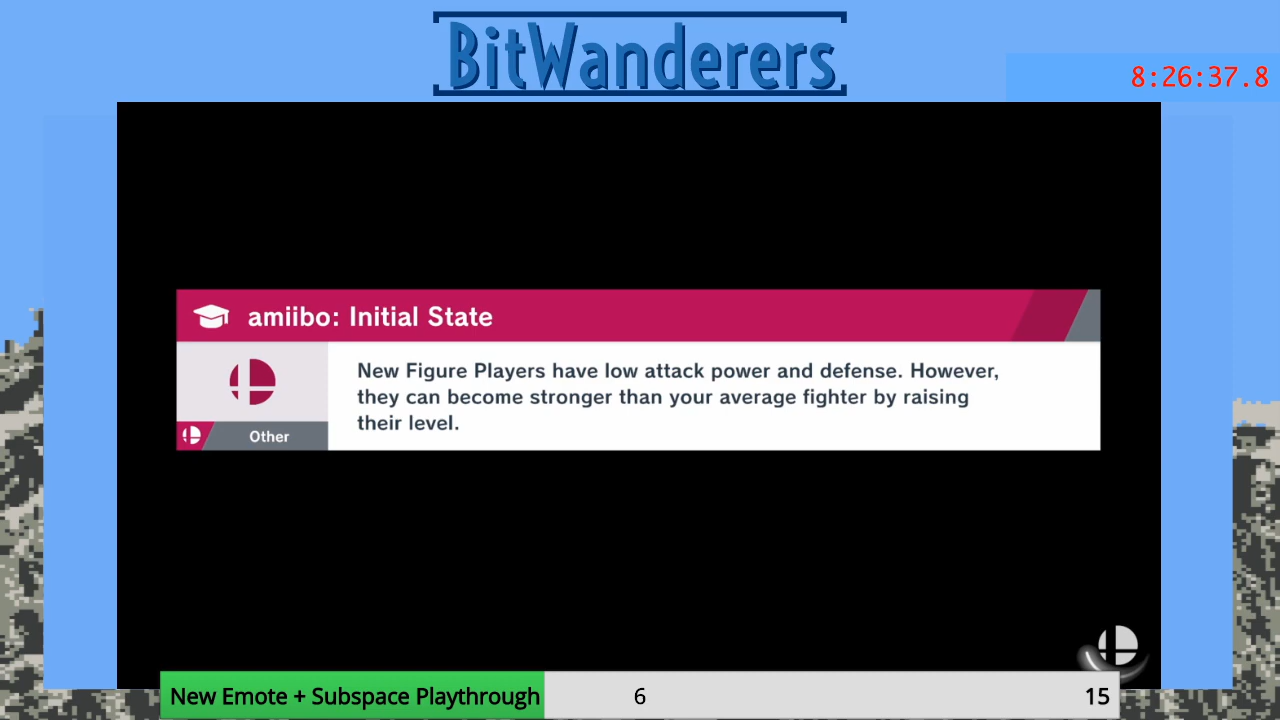 BitWanderers
8:26:37.8
amiibo: Initial State
New Figure Players have low attack power and defense. However,
they can become stronger than your average fighter by raising
their level.
Other
New Emote + Subspace Playthrough
6
15